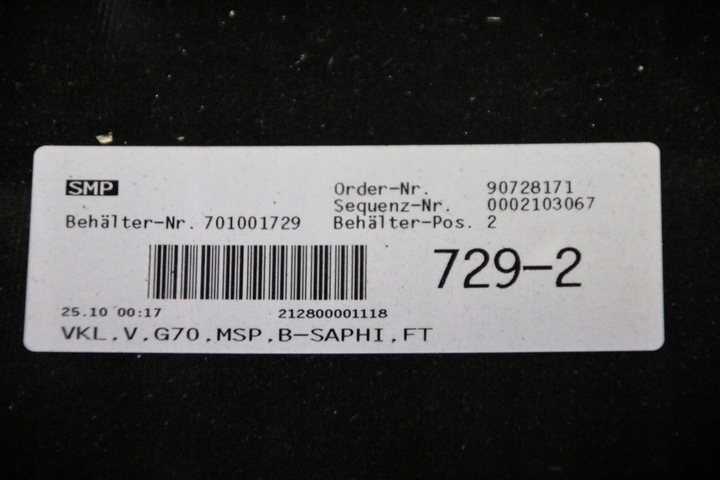 SMP
Order-Nr. 90728171
Sequenz-Nr. 0002103067
Behälter-Nr. 701001729 Behälter-Pos. 2
729-2
25.10 00:17 212800001118
VKL,V,G70,MSP,B-SAPHI,FT